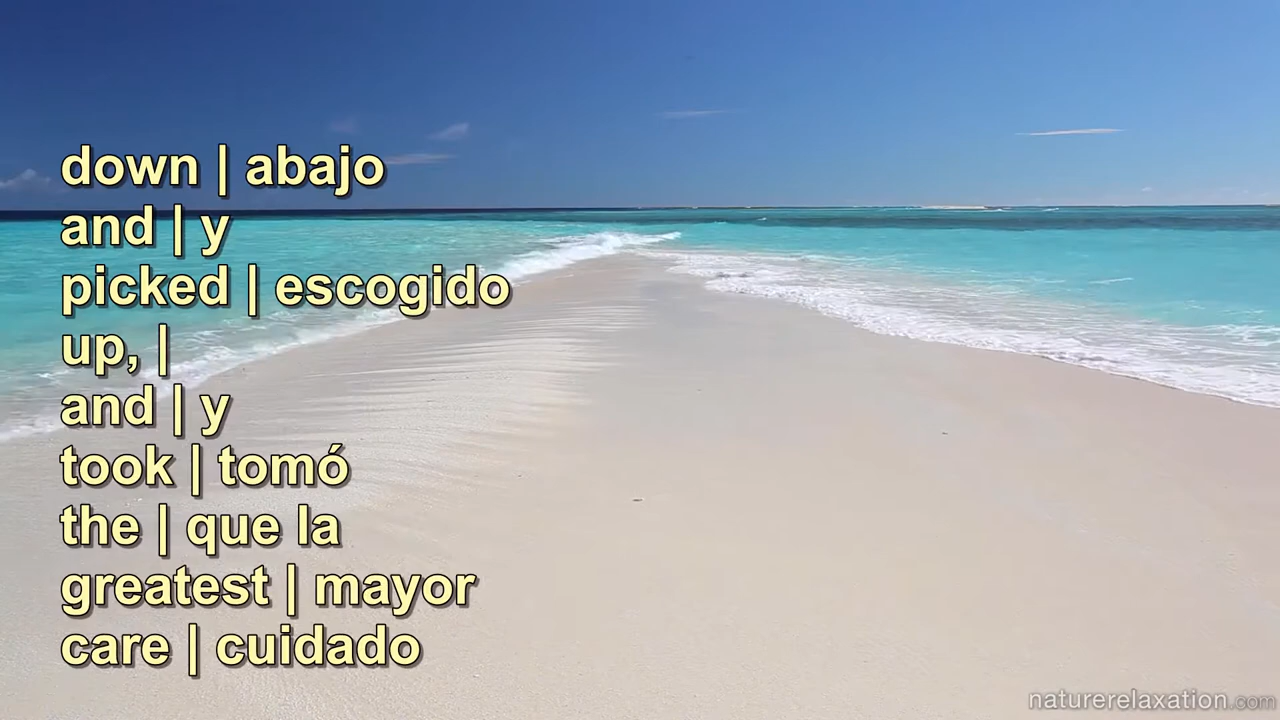 down | abajo
and | y
picked | escogido
up, |
and | y
took | tomó
the | que la
greatest | mayor
care | cuidado
naturerelaxation.com